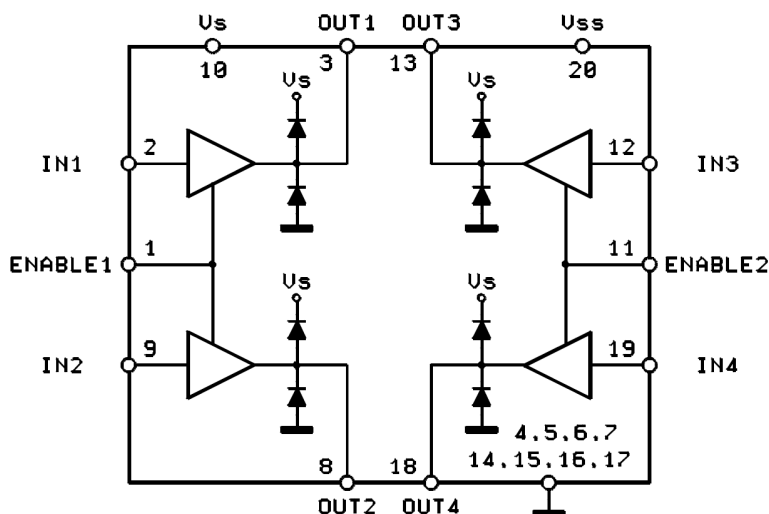 Vs OUT1 OUT3 Vss
10 3 13 20
Vs Vs
IN1 2 12 IN3
ENABLE1 1 11 ENABLE2
Vs Vs
IN2 9 19 IN4
4,5,6,7
8 18 14,15,16,17
OUT2 OUT4